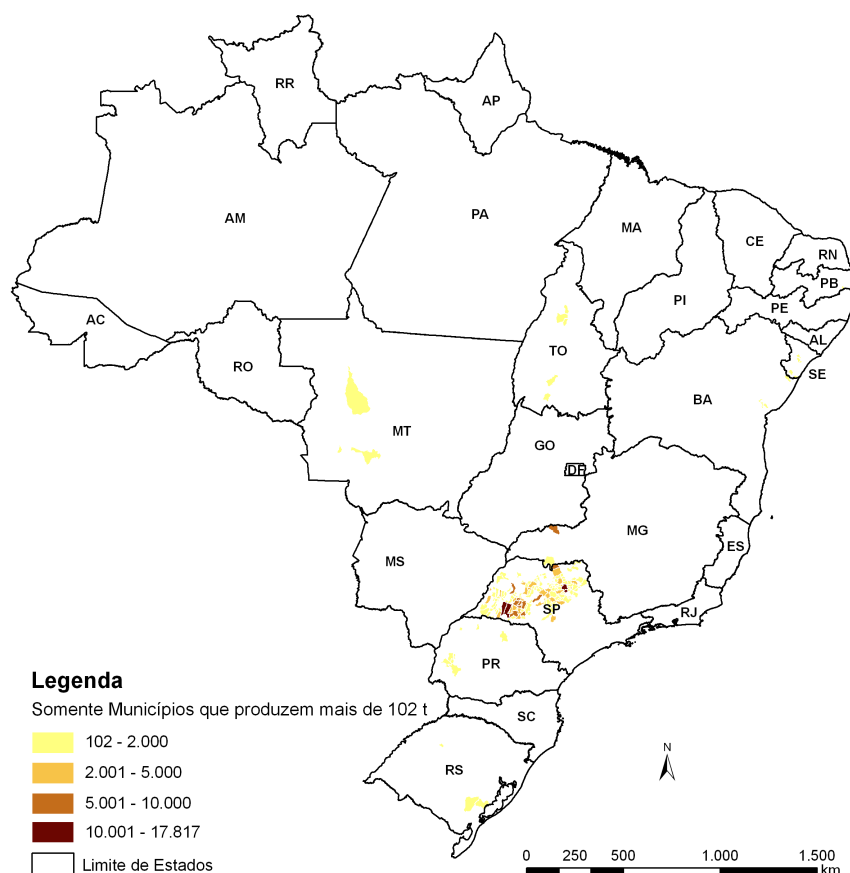 RR
AP
AM
PA
MA
CE
RN
PB
PI
PE
AL
SE
AC
RO
TO
BA
MT
GO
DF
MG
ES
MS
SP
RJ
PR
SC
RS
Legenda
Somente Municípios que produzem mais de 102 t
102 - 2.000
2.001 - 5.000
5.001 - 10.000
10.001 - 17.817
Limite de Estados
N
0 250 500 1.000 1.500
km